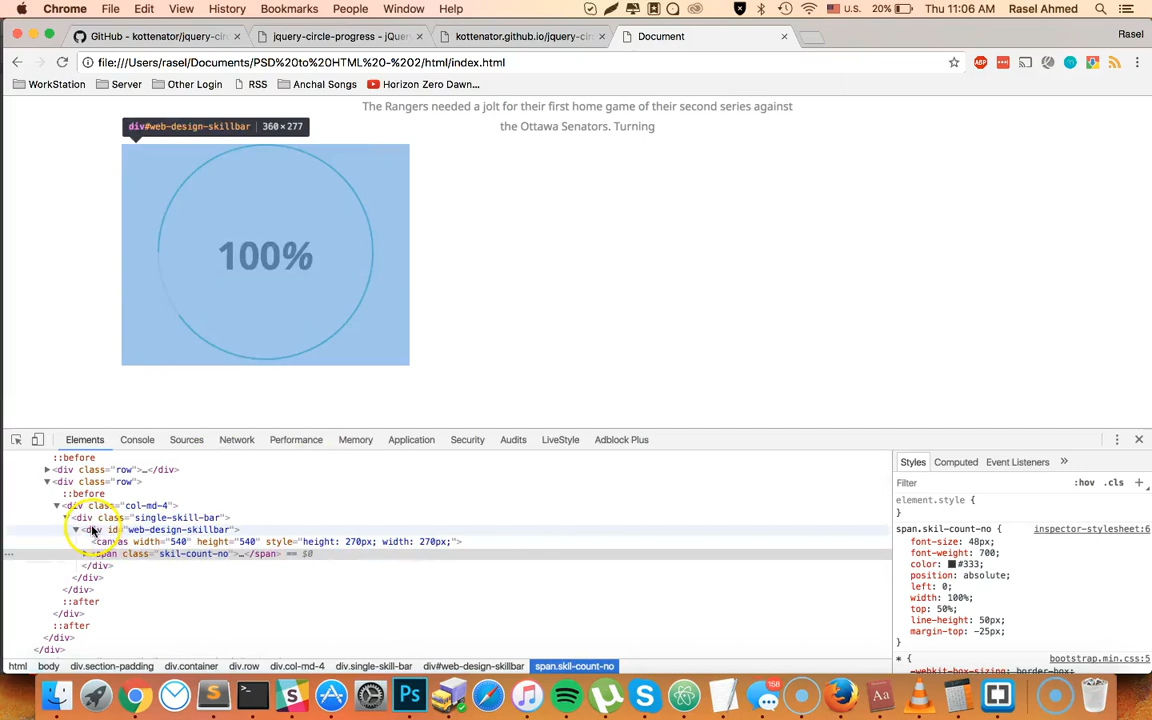 Chrome File Edit View History Bookmarks People Window Help U.S. 20% Thu 11:06 AM Rasel Ahmed
GitHub - kottenator/jquery-cir × jquery-circle-progress - jQuer × kottenator.github.io/jquery-ci × Document × Rasel
file:///Users/rasel/Documents/PSD%20to%20HTML%20-%202/html/index.html
WorkStation Server Other Login RSS Anchal Songs Horizon Zero Dawn...
The Rangers needed a jolt for their first home game of their second series against
the Ottawa Senators. Turning
div#web-design-skillbar | 360×277
100%
Elements Console Sources Network Performance Memory Application Security Audits LiveStyle Adblock Plus
::before
▶<div class="row">…</div>
▼<div class="row">
::before
▼<div class="col-md-4">
<div class="single-skill-bar">
▼<div id="web-design-skillbar">
<canvas width="540" height="540" style="height: 270px; width: 270px;">
… <span class="skil-count-no">…</span> == $0
</div>
</div>
</div>
::after
</div>
::after
</div>
</div>
html body div.section-padding div.container div.row div.col-md-4 div.single-skill-bar div#web-design-skillbar span.skil-count-no
Styles Computed Event Listeners »
Filter :hov .cls +
element.style {
}
span.skil-count-no { inspector-stylesheet:6
font-size: 48px;
font-weight: 700;
color: #333;
position: absolute;
left: 0;
width: 100%;
top: 50%;
line-height: 50px;
margin-top: -25px;
}
* { bootstrap.min.css:5
-webkit-box-sizing: border-box;
158